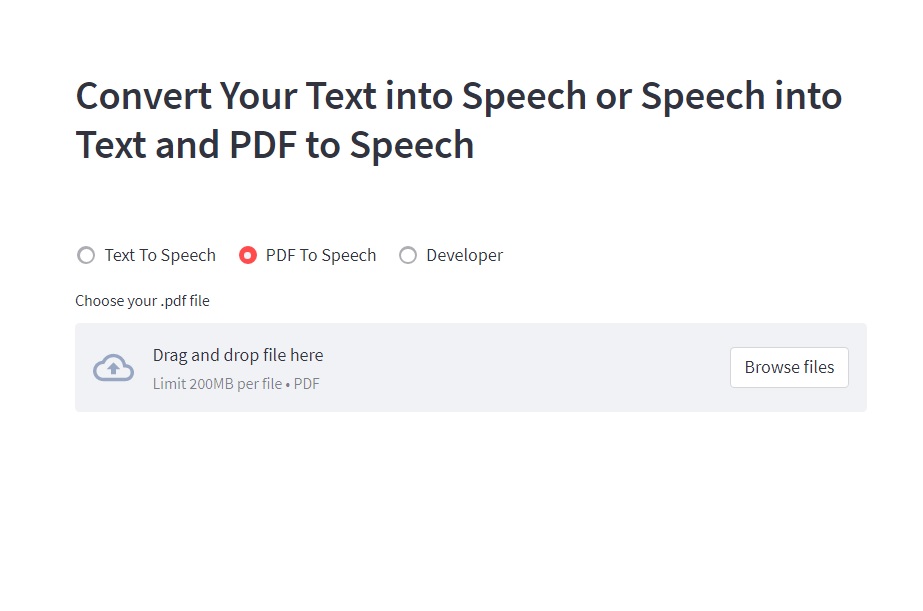 Convert Your Text into Speech or Speech into
Text and PDF to Speech
Text To Speech PDF To Speech Developer
Choose your .pdf file
Drag and drop file here
Limit 200MB per file • PDF
Browse files